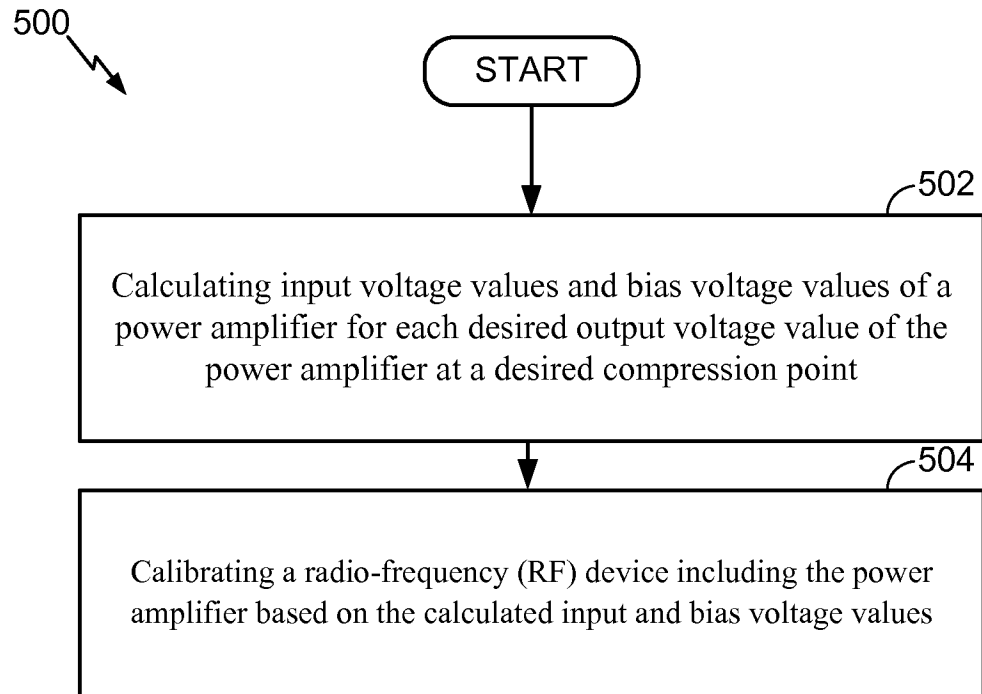 500
START
502
Calculating input voltage values and bias voltage values of a
power amplifier for each desired output voltage value of the
power amplifier at a desired compression point
504
Calibrating a radio-frequency (RF) device including the power
amplifier based on the calculated input and bias voltage values